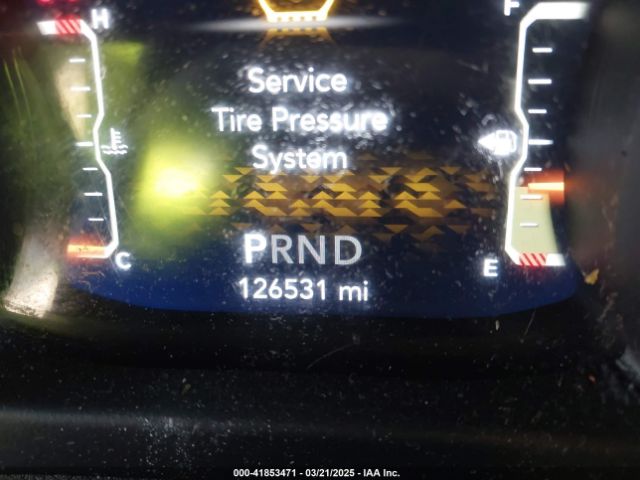 H
F
Service
Tire Pressure
System
PRND
C
E
126531 mi
000-41853471 - 03/21/2025 - IAA Inc.